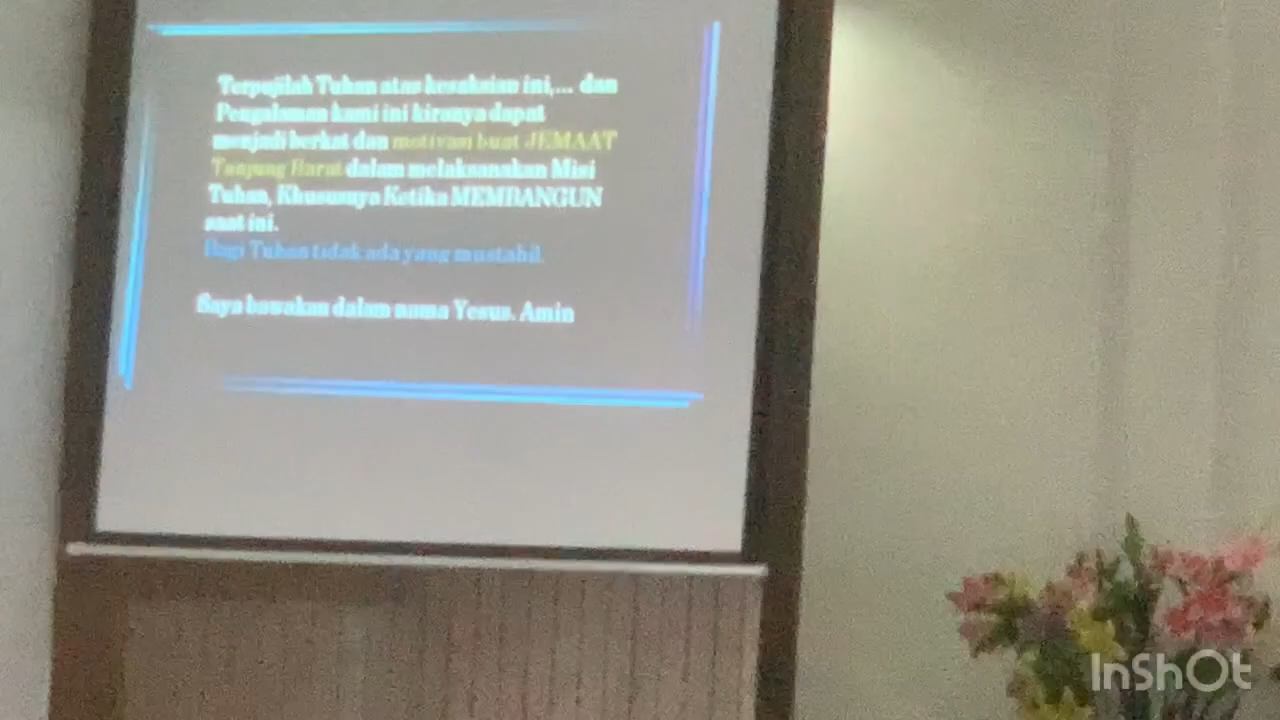 Terpujilah Tuhan atas kesaksian ini,... dan
Pengalaman kami ini kiranya dapat
menjadi berkat dan motivasi buat JEMAAT
Tanjung Barat dalam melaksanakan Misi
Tuhan, Khususnya Ketika MEMBANGUN
saat ini.
Bagi Tuhan tidak ada yang mustahil.
Saya bawakan dalam nama Yesus. Amin
InShOt